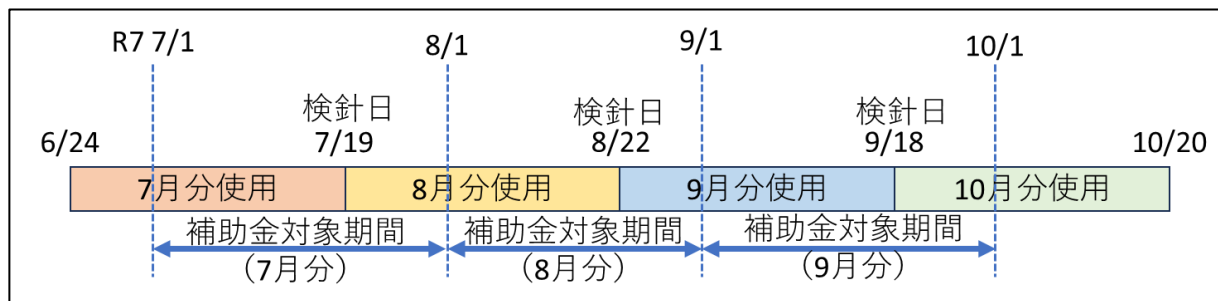 R7 7/1 8/1 9/1 10/1
検針日 検針日 検針日
6/24 7/19 8/22 9/18 10/20
7月分使用 8月分使用 9月分使用 10月分使用
補助金対象期間 補助金対象期間 補助金対象期間
（7月分） （8月分） （9月分）